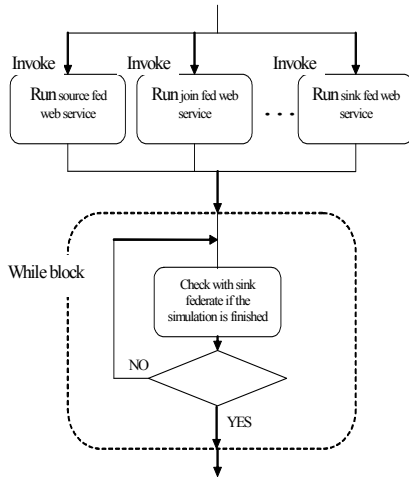 Invoke
Invoke
Invoke
Run source fed
web service
Run join fed web
service
. . .
Run sink fed web
service
While block
Check with sink
federate if the
simulation is finished
NO
YES